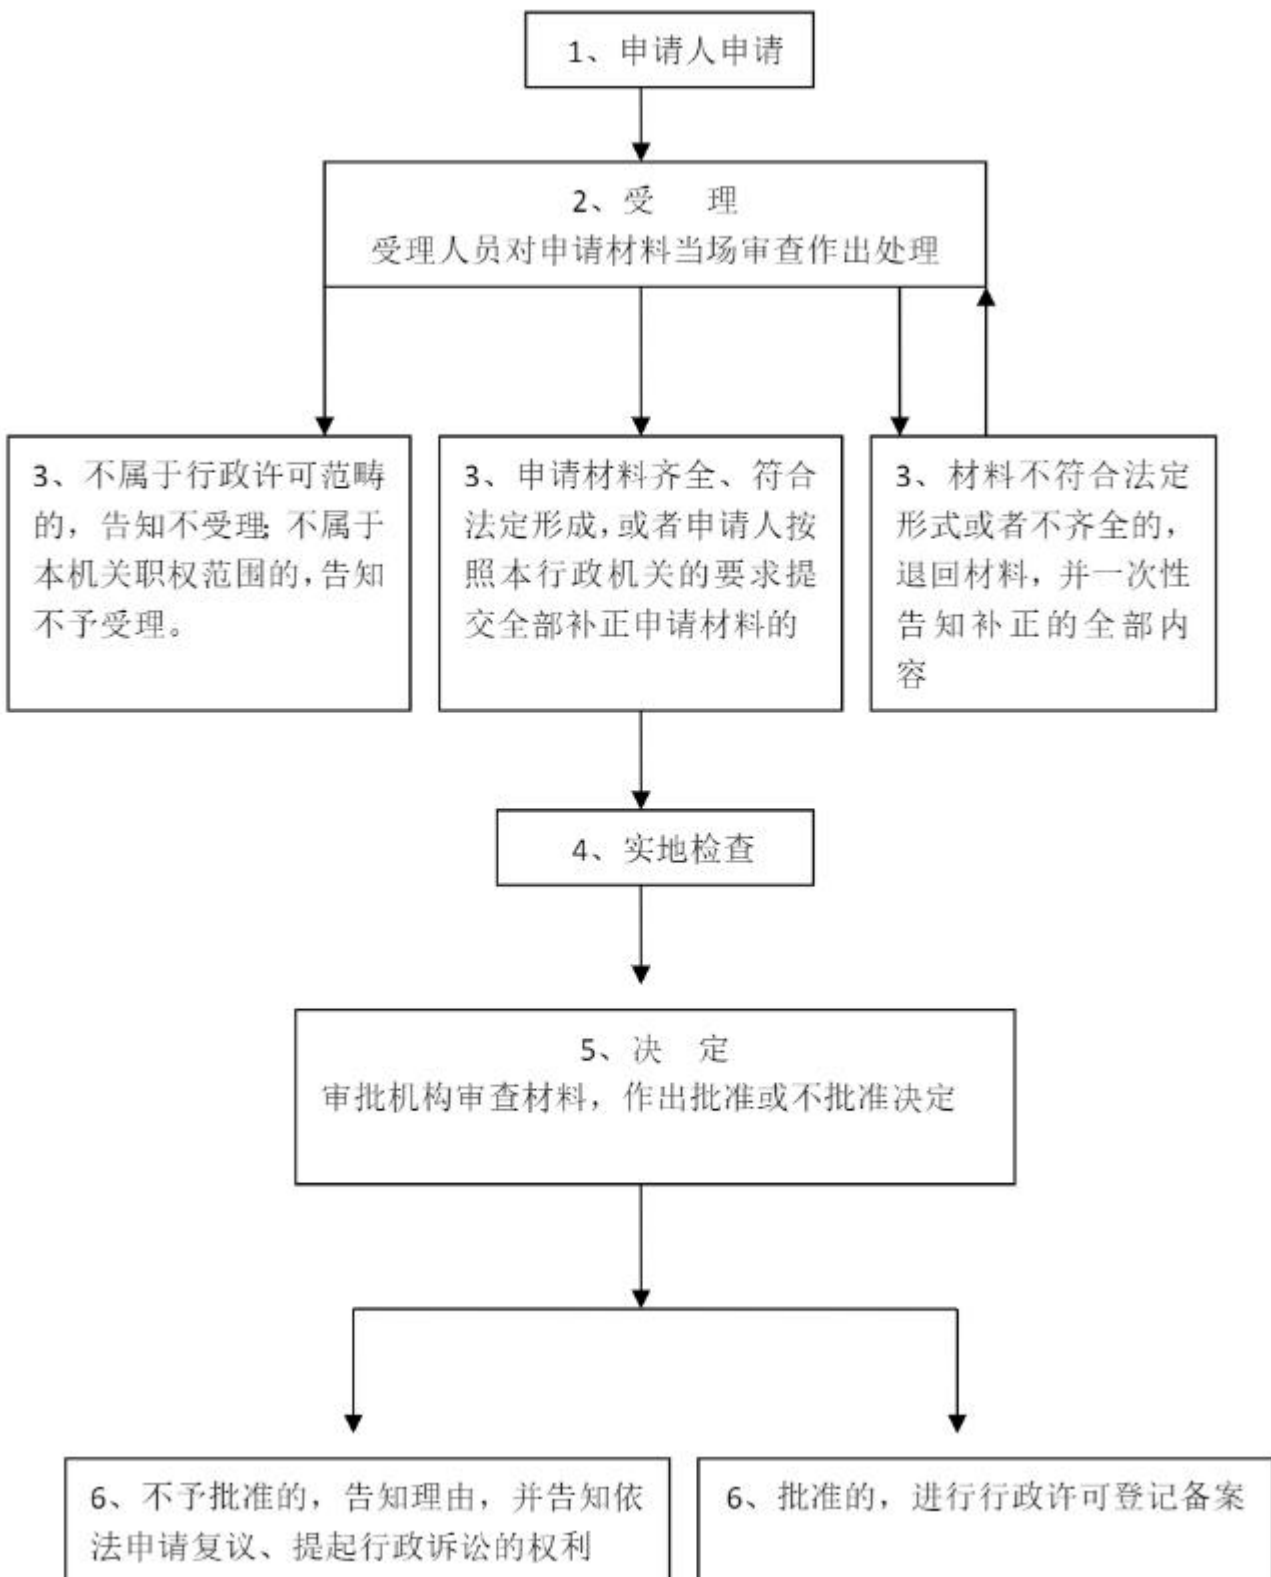 1、申请人申请
2、受 理
受理人员对申请材料当场审查作出处理
3、不属于行政许可范畴
的，告知不受理；不属于
本机关职权范围的，告知
不予受理。
3、申请材料齐全、符合
法定形成，或者申请人按
照本行政机关的要求提
交全部补正申请材料的
3、材料不符合法定
形式或者不齐全的，
退回材料，并一次性
告知补正的全部内
容
4、实地检查
5、决 定
审批机构审查材料，作出批准或不批准决定
6、不予批准的，告知理由，并告知依
法申请复议、提起行政诉讼的权利
6、批准的，进行行政许可登记备案